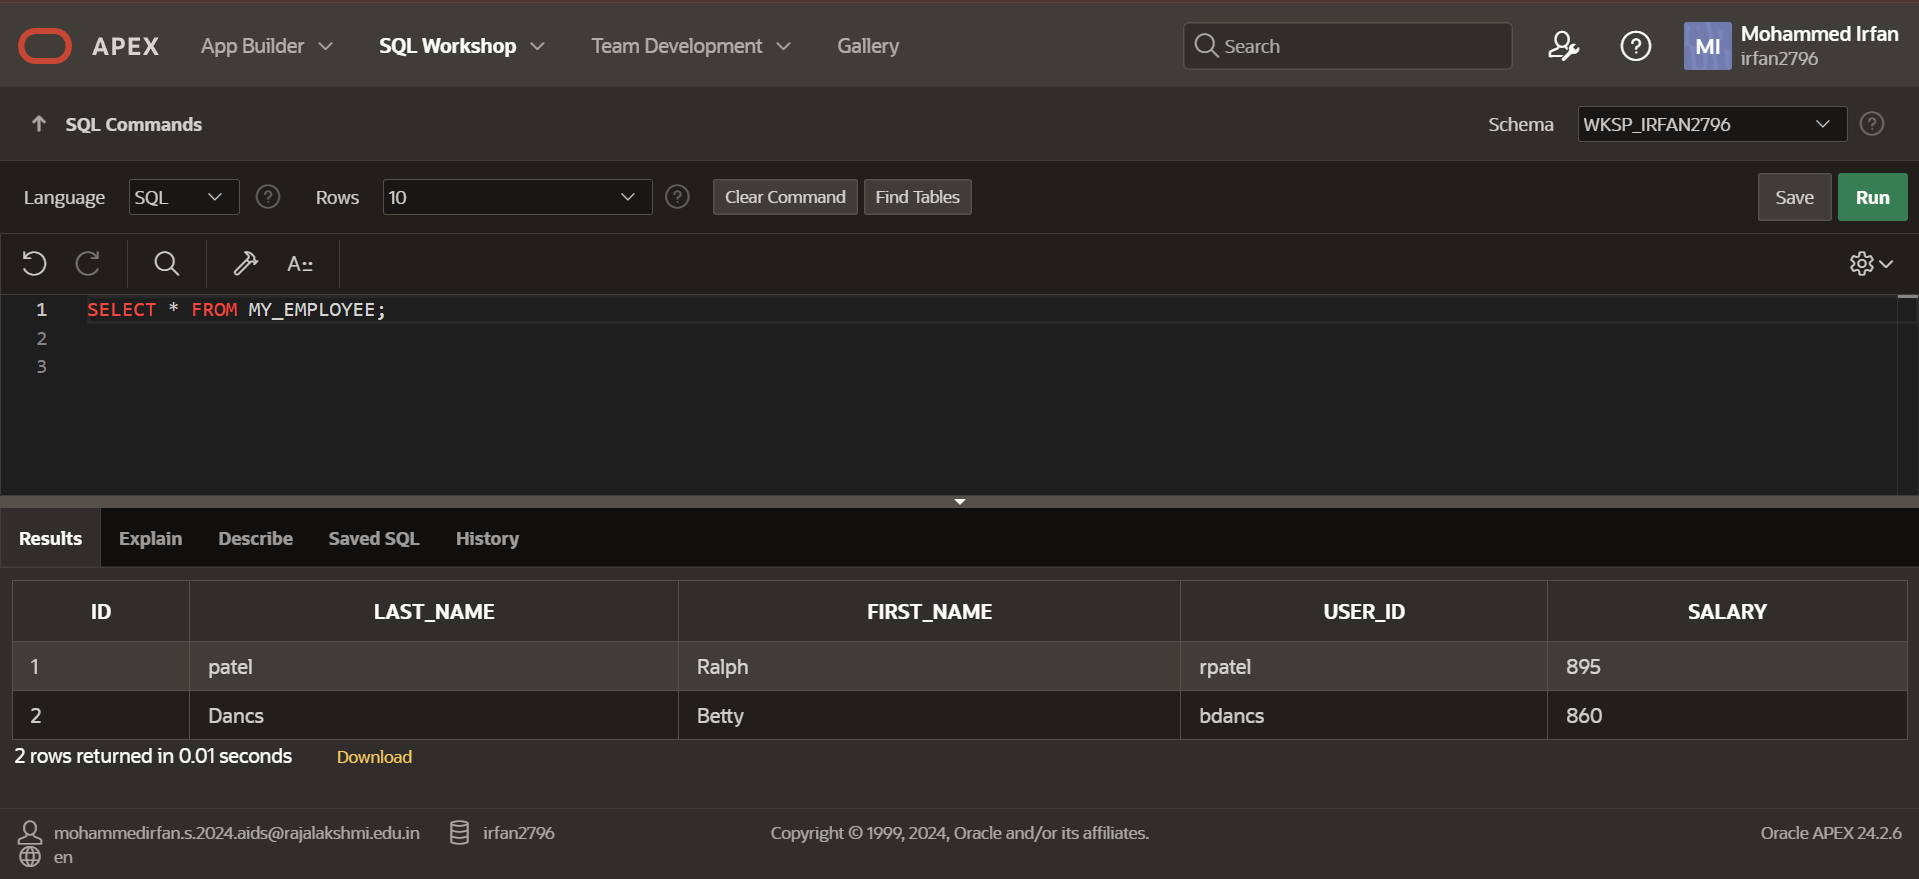 APEX App Builder SQL Workshop Team Development Gallery Search MI Mohammed Irfan
irfan2796
SQL Commands Schema WKSP_IRFAN2796
Language SQL Rows 10 Clear Command Find Tables Save Run
A
1 SELECT * FROM MY_EMPLOYEE;
2
3
Results Explain Describe Saved SQL History
ID LAST_NAME FIRST_NAME USER_ID SALARY
1 patel Ralph rpatel 895
2 Dancs Betty bdancs 860
2 rows returned in 0.01 seconds Download
mohammedirfan.s.2024.aids@rajalakshmi.edu.in irfan2796 Copyright © 1999, 2024, Oracle and/or its affiliates. Oracle APEX 24.2.6
en